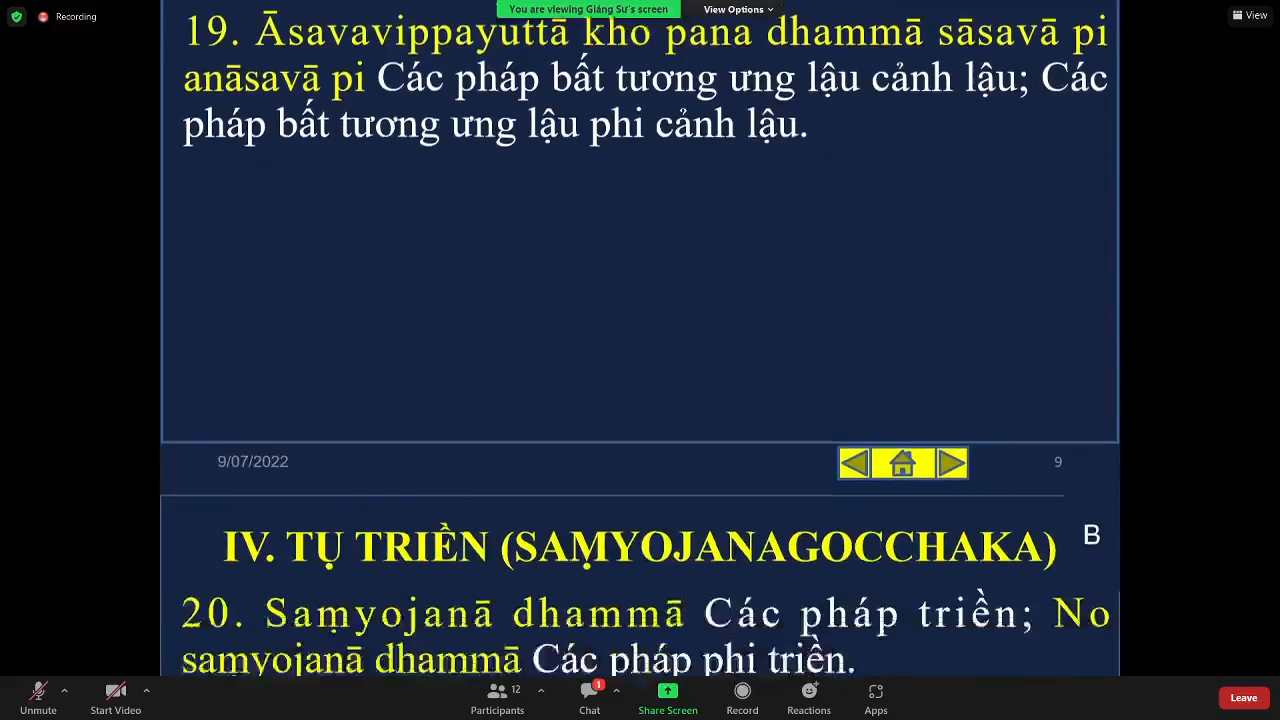 You are viewing Giảng Sư's screen
View Options
Recording
View
19. Āsavavippayuttā kho pana dhammā sāsavā pi
anāsavā pi Các pháp bất tương ưng lậu cảnh lậu; Các
pháp bất tương ưng lậu phi cảnh lậu.
9/07/2022
9
IV. TỤ TRIỀN (SAṂYOJANAGOCCHAKA)
B
20. Saṃyojanā dhammā Các pháp triền; No
saṃyojanā dhammā Các pháp phi triền.
Unmute
Start Video
12
Participants
1
Chat
Share Screen
Record
Reactions
Apps
Leave